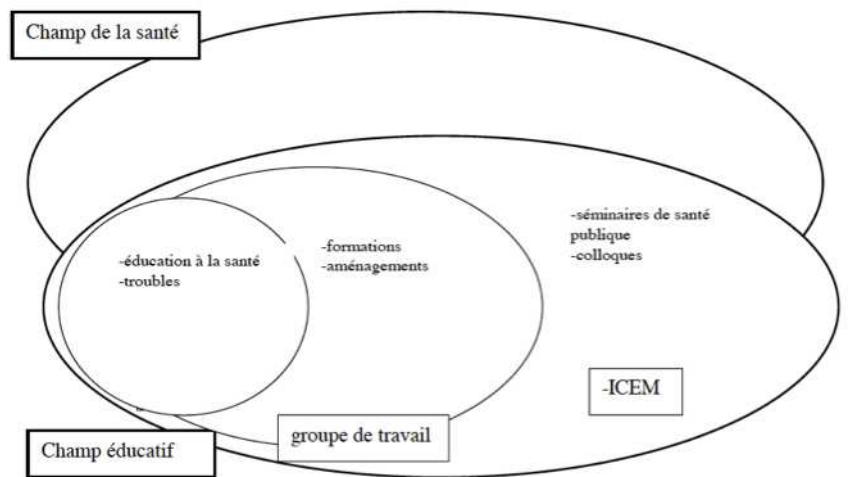 Champ de la santé
-séminaires de santé
publique
-colloques
-formations
-aménagements
-éducation à la santé
-troubles
-ICEM
groupe de travail
Champ éducatif